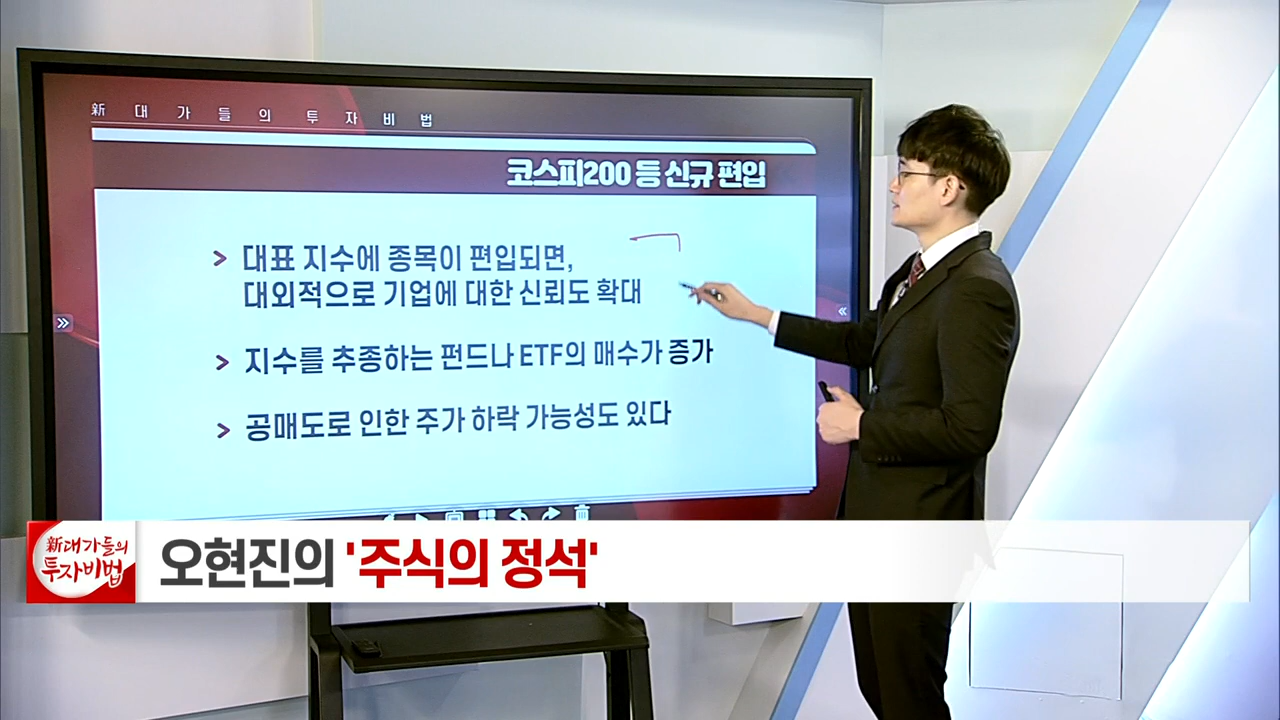 新 대 가 들 의 투 자 비 법
코스피200 등 신규 편입
> 대표 지수에 종목이 편입되면,
대외적으로 기업에 대한 신뢰도 확대
> 지수를 추종하는 펀드나 ETF의 매수가 증가
> 공매도로 인한 주가 하락 가능성도 있다
新대가들의
투자비법
오현진의 '주식의 정석'